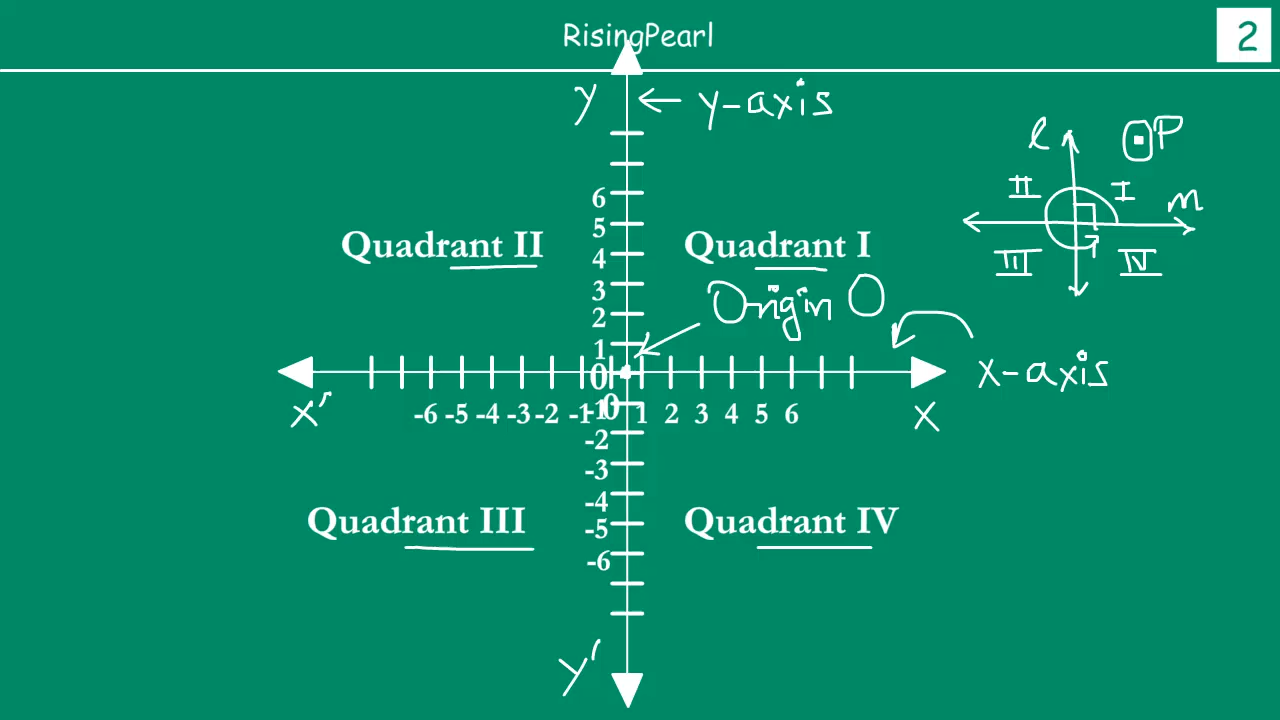 RisingPearl
2
y
y-axis
l
P
II
I
m
III
IV
6
5
4
3
2
1
0
Quadrant II
Quadrant I
Origin O
x-axis
x'
-6 -5 -4 -3 -2 -1 0 1 2 3 4 5 6
x
-1
-2
-3
-4
-5
-6
Quadrant III
Quadrant IV
y'